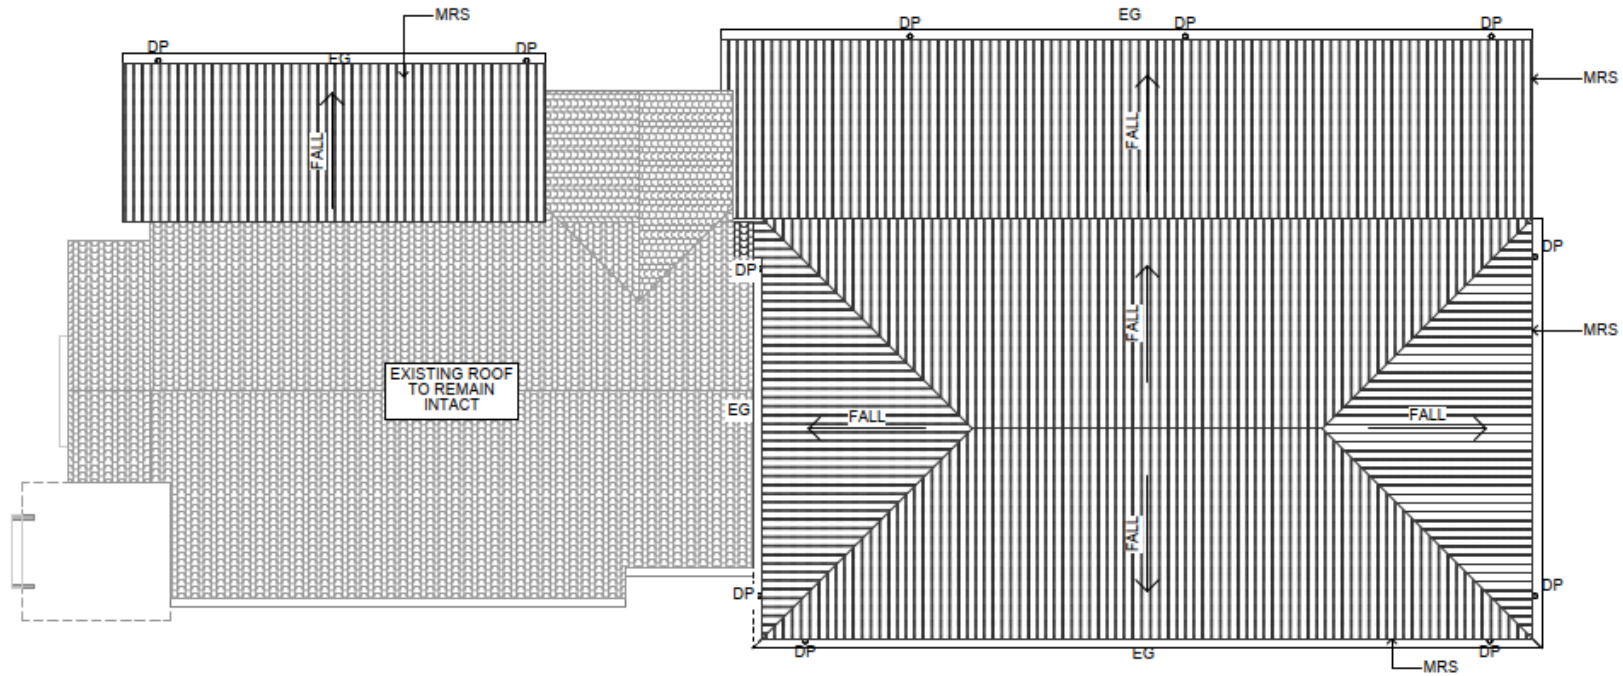 MRS
DP
EG
DP
FALL
DP
EG
DP
DP
MRS
FALL
DP
DP
FALL
MRS
EXISTING ROOF
TO REMAIN
INTACT
EG
FALL
FALL
FALL
DP
DP
DP
EG
DP
MRS